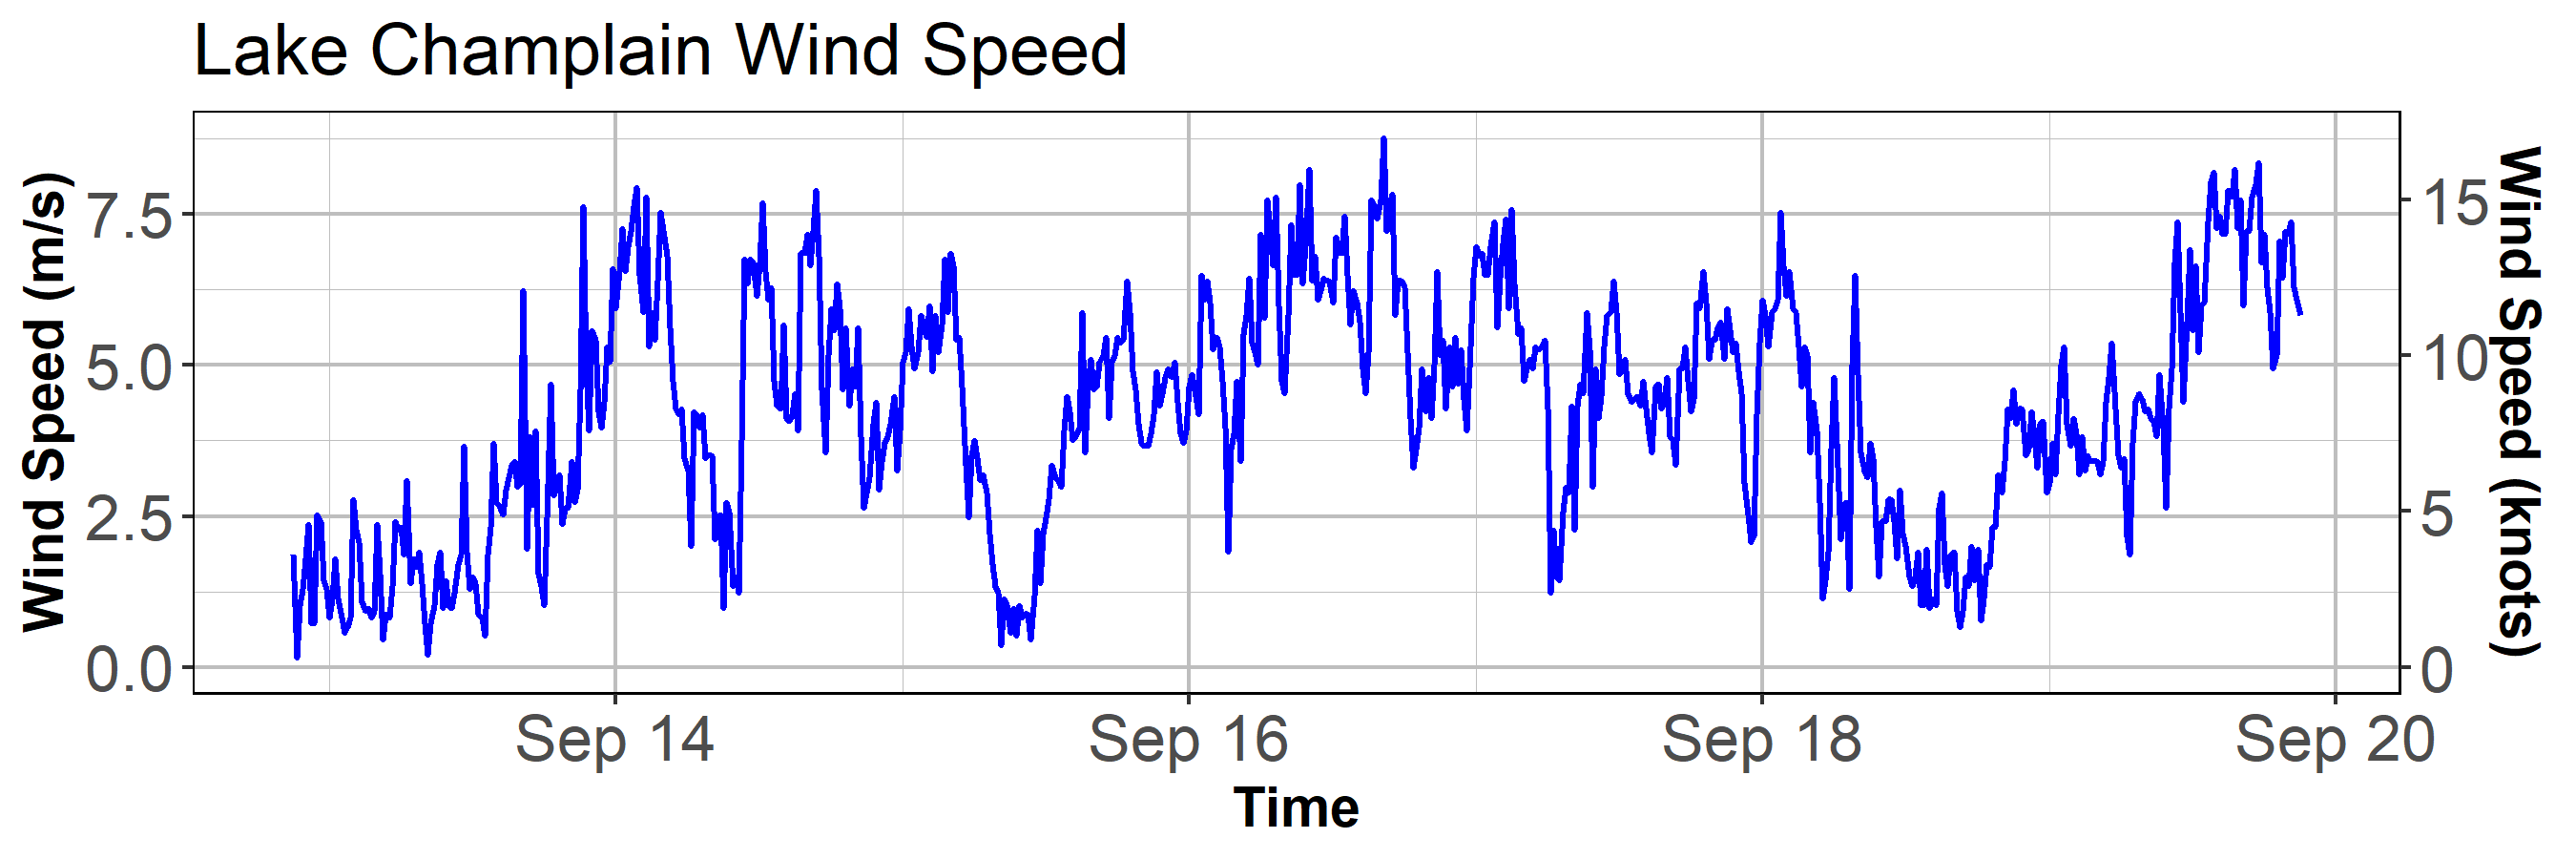 Lake Champlain Wind Speed
Wind Speed (m/s)
7.5
5.0
2.5
0.0
15
10
5
0
Wind Speed (knots)
Sep 14
Sep 16
Sep 18
Sep 20
Time